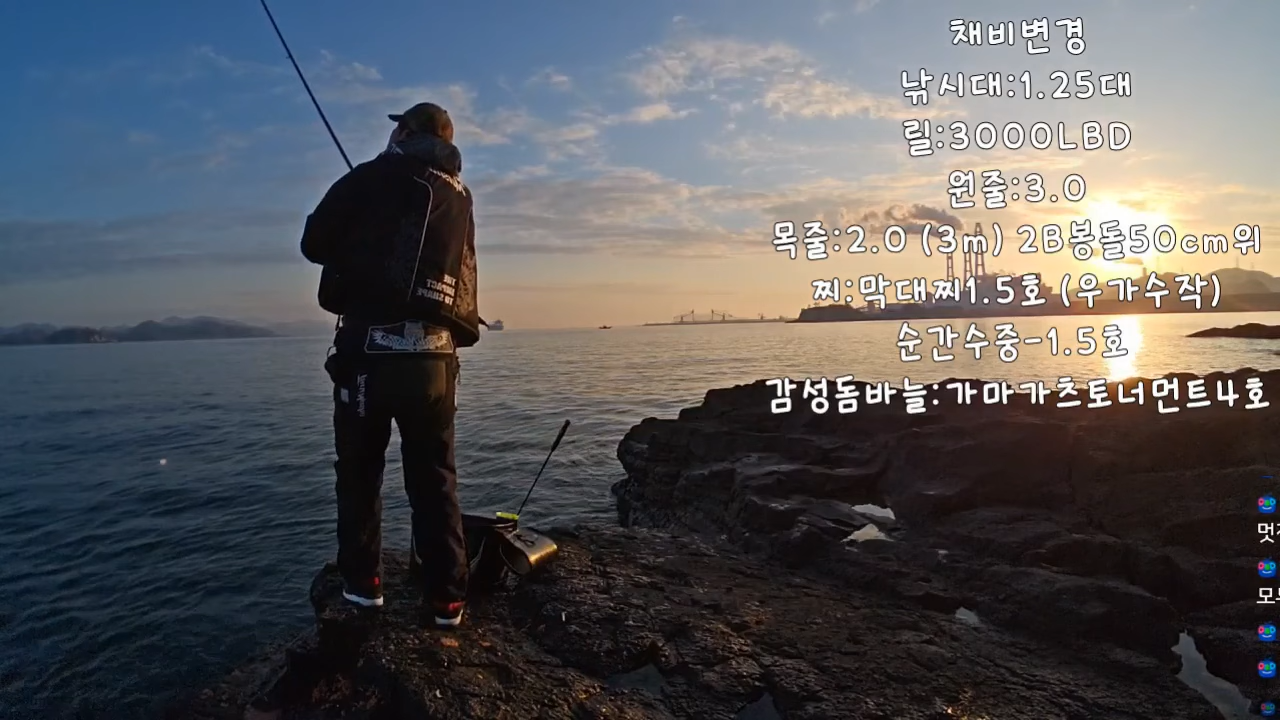 채비변경
낚시대:1.25대
릴:3000LBD
원줄:3.0
목줄:2.0 (3m) 2B봉돌50cm위
찌:막대찌1.5호 (우가수작)
순간수중-1.5호
감성돔바늘:가마가츠토너먼트4호